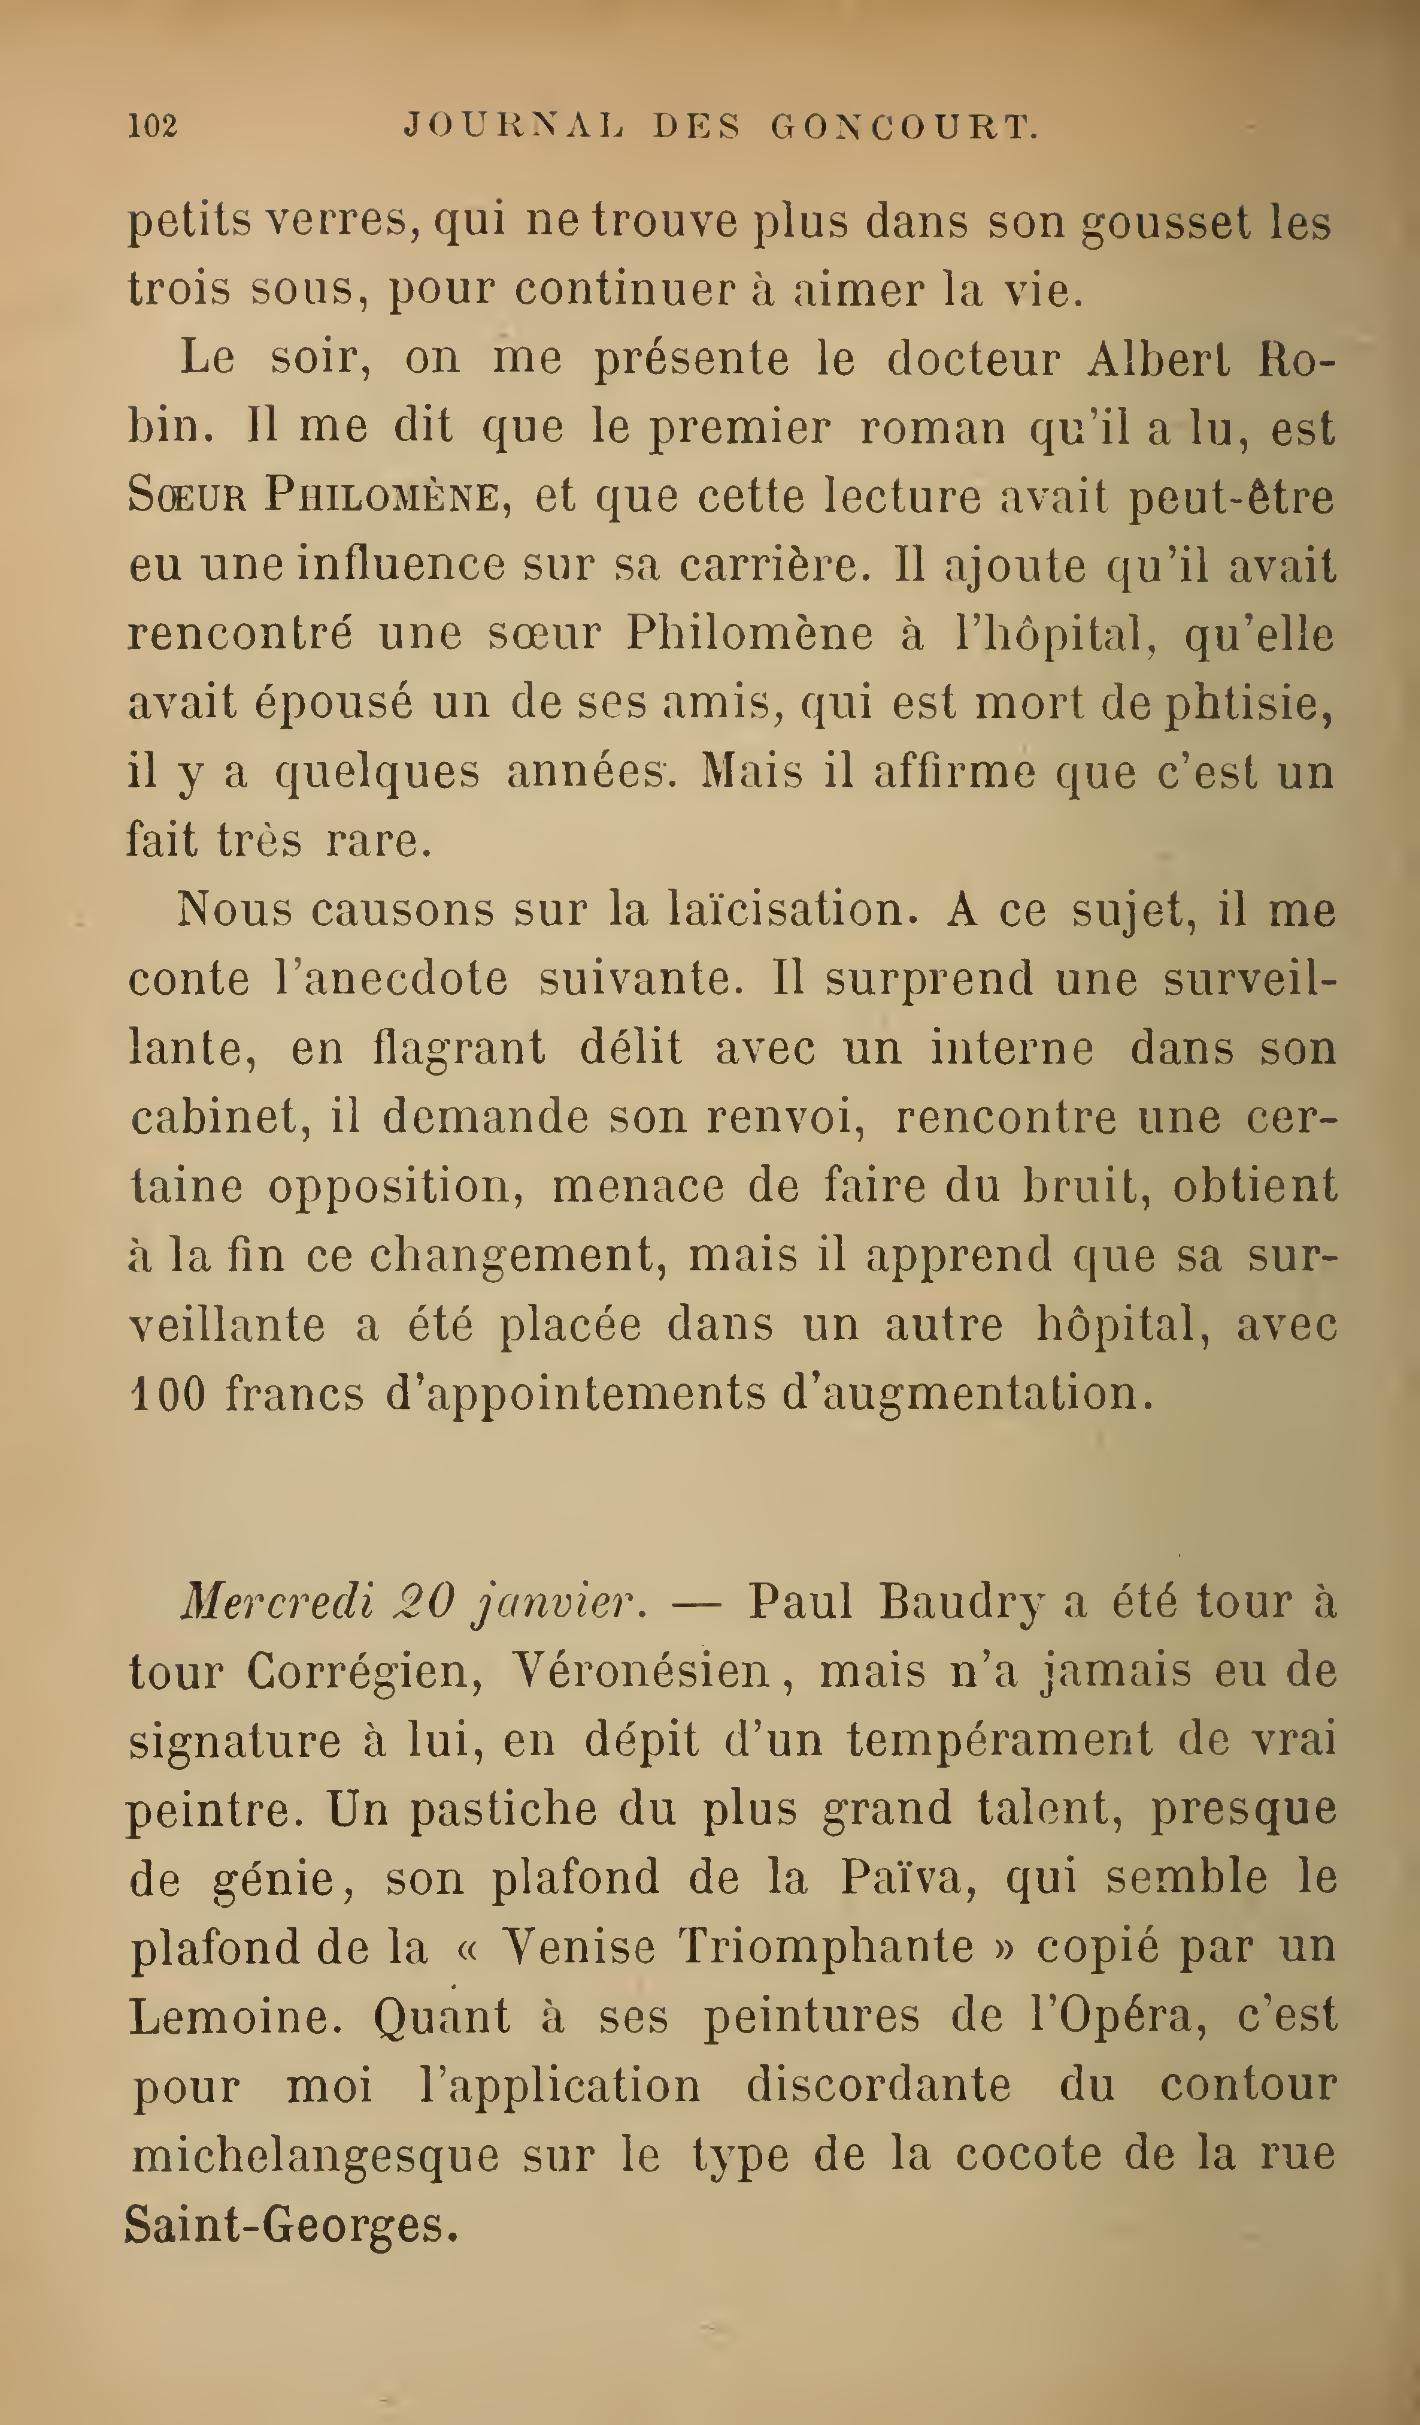 102 JOURNAL DES GONCOURT.
petits verres, qui ne trouve plus dans son gousset les
trois sous, pour continuer à aimer la vie.
Le soir, on me présente le docteur Albert Ro-
bin. Il me dit que le premier roman qu'il a lu, est
SŒUR PHILOMÈNE, et que cette lecture avait peut-être
eu une influence sur sa carrière. Il ajoute qu'il avait
rencontré une sœur Philomène à l'hôpital, qu'elle
avait épousé un de ses amis, qui est mort de phtisie,
il y a quelques années. Mais il affirme que c'est un
fait très rare.
Nous causons sur la laïcisation. A ce sujet, il me
conte l'anecdote suivante. Il surprend une surveil-
lante, en flagrant délit avec un interne dans son
cabinet, il demande son renvoi, rencontre une cer-
taine opposition, menace de faire du bruit, obtient
à la fin ce changement, mais il apprend que sa sur-
veillante a été placée dans un autre hôpital, avec
100 francs d'appointements d'augmentation.
Mercredi 20 janvier. — Paul Baudry a été tour à
tour Corrégien, Véronésien, mais n'a jamais eu de
signature à lui, en dépit d'un tempérament de vrai
peintre. Un pastiche du plus grand talent, presque
de génie, son plafond de la Païva, qui semble le
plafond de la « Venise Triomphante » copié par un
Lemoine. Quant à ses peintures de l'Opéra, c'est
pour moi l'application discordante du contour
michelangesque sur le type de la cocote de la rue
Saint-Georges.